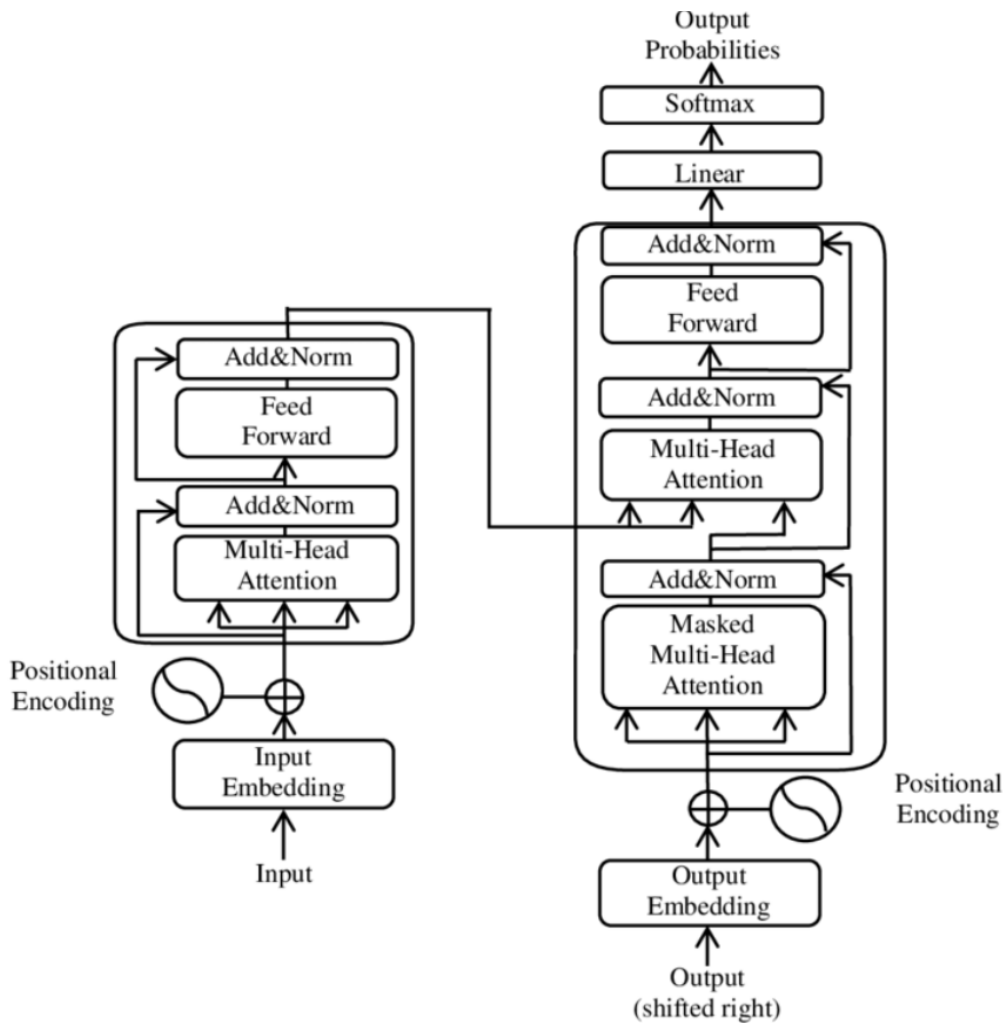 Output
Probabilities
Softmax
Linear
Add&Norm
Feed
Forward
Add&Norm
Multi-Head
Attention
Add&Norm
Masked
Multi-Head
Attention
Positional
Encoding
Output
Embedding
Output
(shifted right)
Add&Norm
Feed
Forward
Add&Norm
Multi-Head
Attention
Positional
Encoding
Input
Embedding
Input